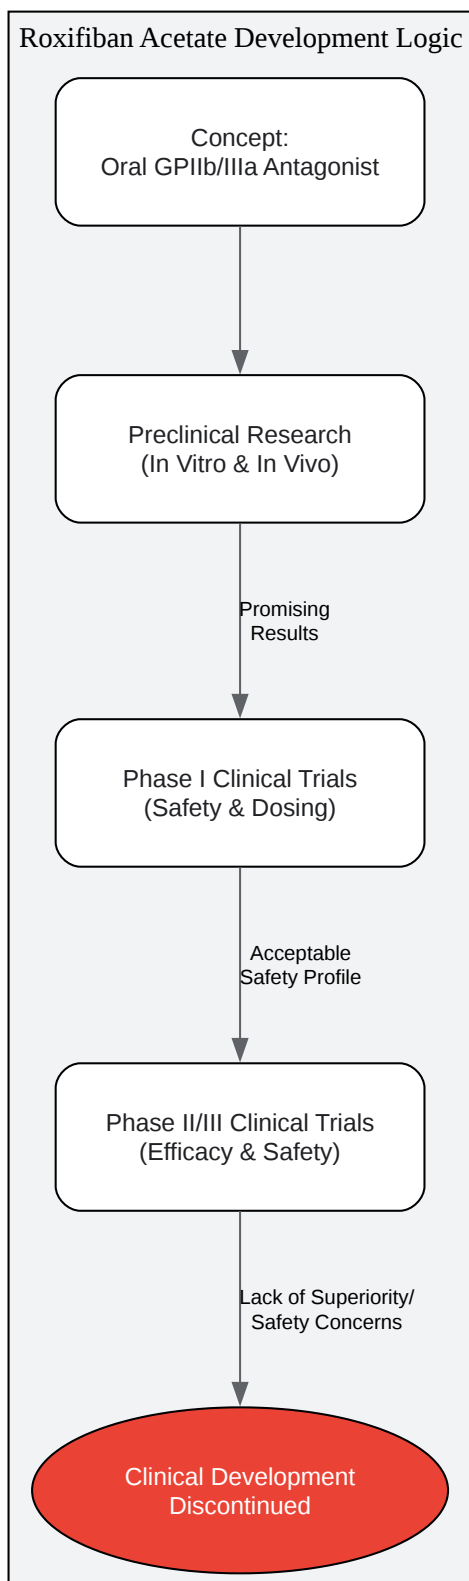 Roxifiban Acetate Development Logic
Concept:
Oral GPIIb/IIIa Antagonist
Preclinical Research
(In Vitro & In Vivo)
Promising
Results
Phase I Clinical Trials
(Safety & Dosing)
Acceptable
Safety Profile
Phase II/III Clinical Trials
(Efficacy & Safety)
Lack of Superiority/
Safety Concerns
Clinical Development
Discontinued